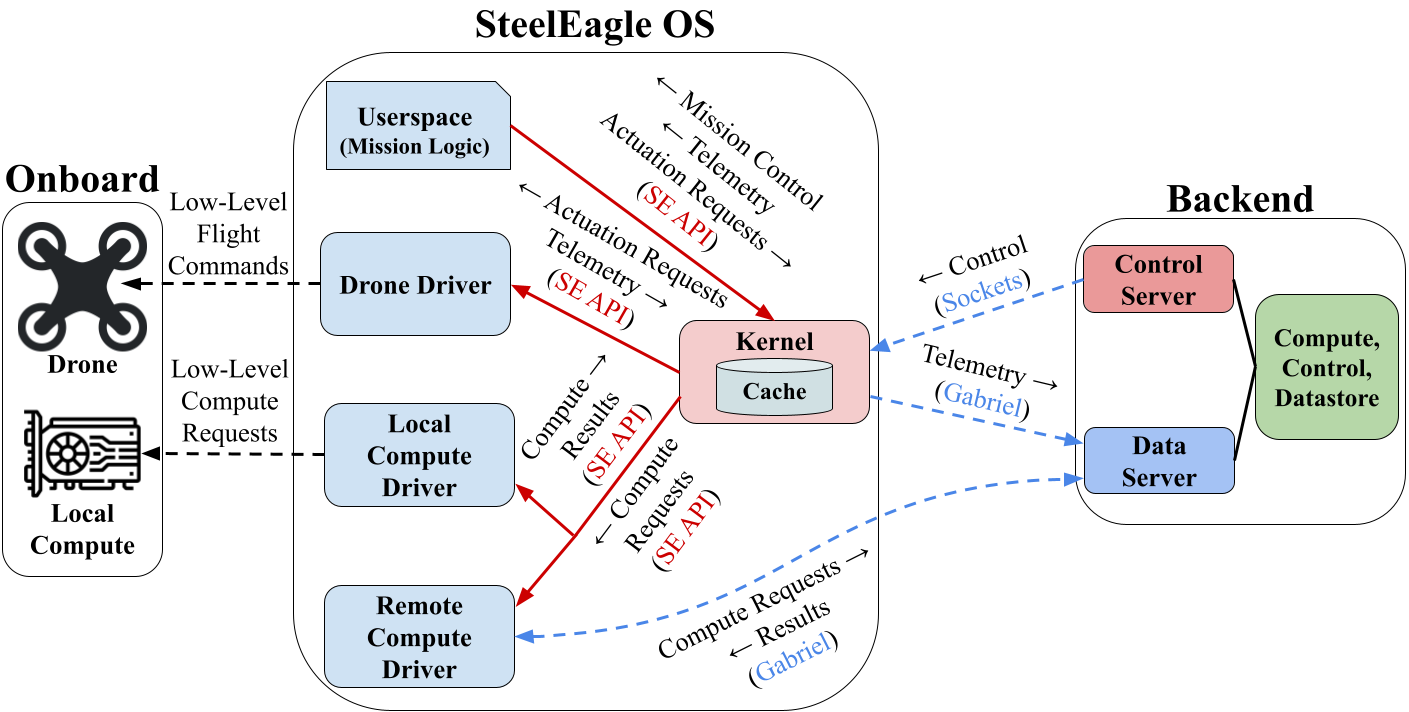 SteelEagle OS
Onboard
Drone
Local
Compute
Low-Level
Flight
Commands
Low-Level
Compute
Requests
Userspace
(Mission Logic)
Drone Driver
Local
Compute
Driver
Remote
Compute
Driver
← Mission Control
← Telemetry
Actuation Requests →
(SE API)
← Actuation Requests
Telemetry →
(SE API)
Compute →
Results
(SE API)
← Compute
Requests
(SE API)
Kernel
Cache
← Control
(Sockets)
Telemetry →
(Gabriel)
Compute Requests →
← Results
(Gabriel)
Backend
Control
Server
Data
Server
Compute,
Control,
Datastore